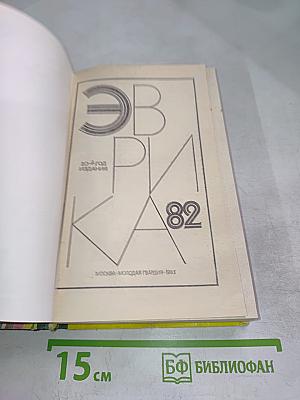 ЭВ
20-й ГОД
ИЗДАНИЯ
РИ
КА
82
МОСКВА·МОЛОДАЯ ГВАРДИЯ·1983
15 см
БФ БИБЛИОФАН